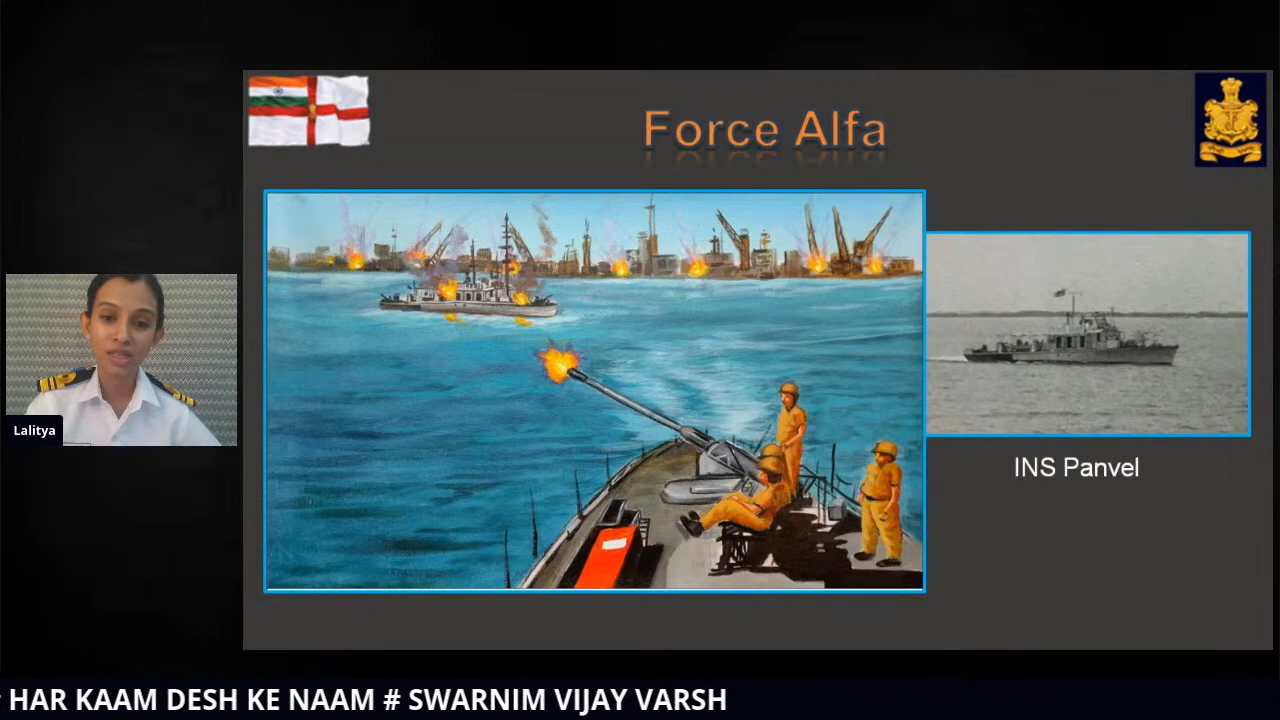 Force Alfa
Lalitya
INS Panvel
HAR KAAM DESH KE NAAM # SWARNIM VIJAY VARSH